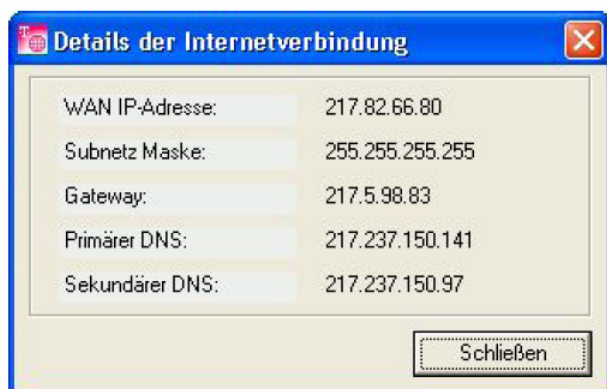 Details der Internetverbindung
WAN IP-Adresse: 217.82.66.80
Subnetz Maske: 255.255.255.255
Gateway: 217.5.98.83
Primärer DNS: 217.237.150.141
Sekundärer DNS: 217.237.150.97
Schließen